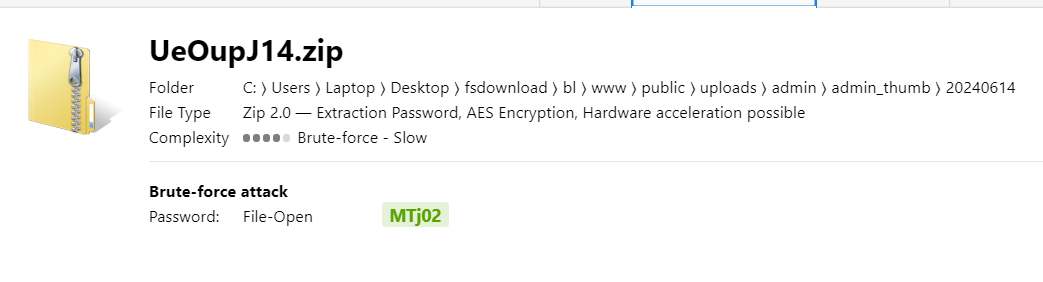 UeOupJ14.zip
Folder C: 〉 Users 〉 Laptop 〉 Desktop 〉 fsdownload 〉 bl 〉 www 〉 public 〉 uploads 〉 admin 〉 admin_thumb 〉 20240614
File Type Zip 2.0 — Extraction Password, AES Encryption, Hardware acceleration possible
Complexity Brute-force - Slow
Brute-force attack
Password: File-Open MTj02